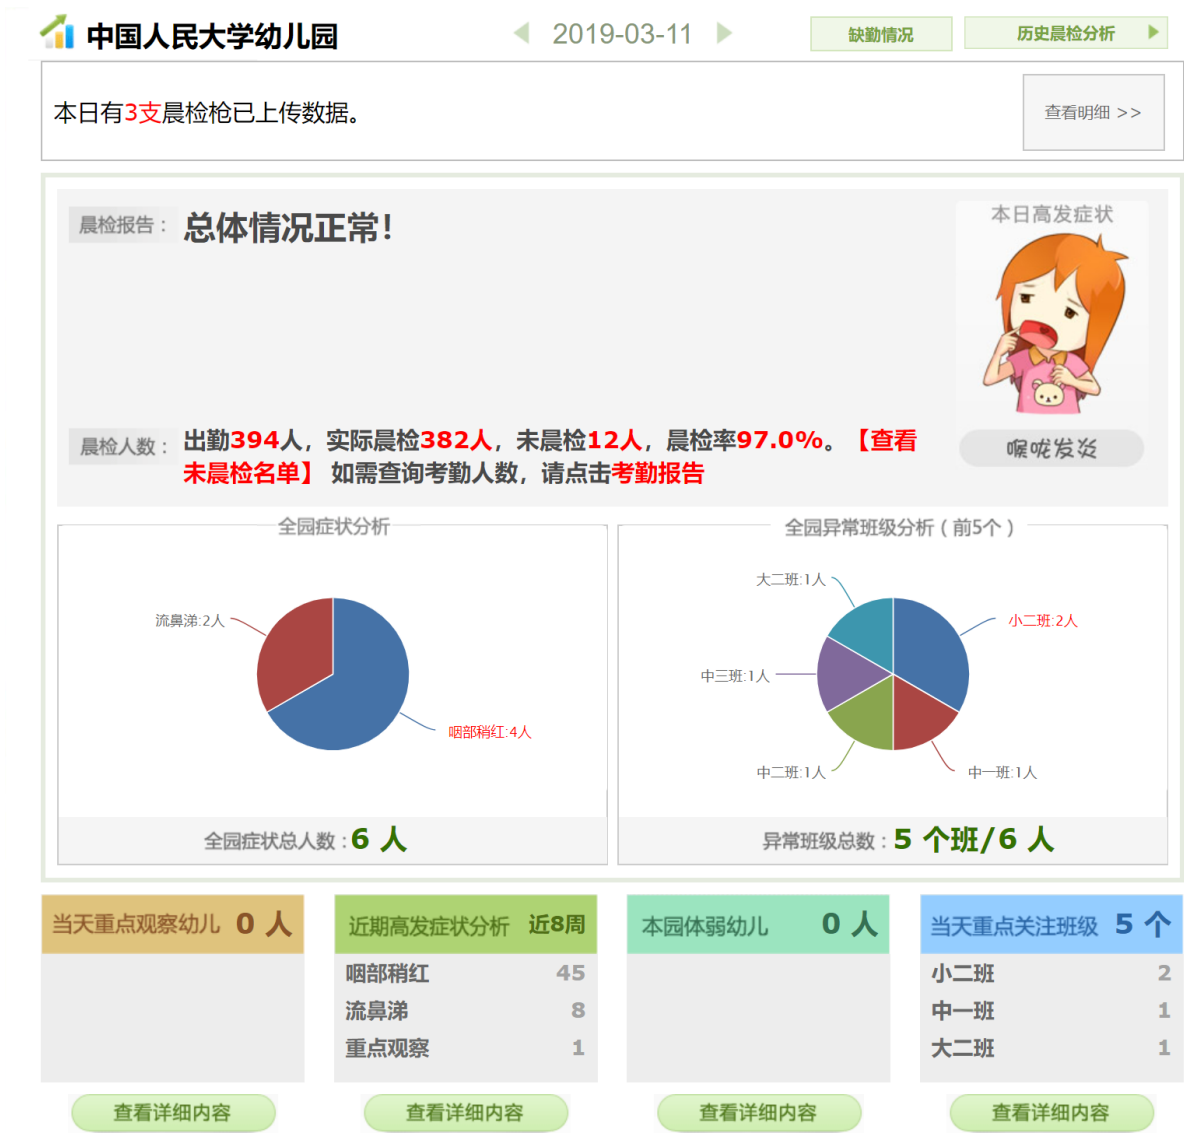 中国人民大学幼儿园
2019-03-11
缺勤情况
历史晨检分析
本日有3支晨检枪已上传数据。
查看明细 >>
晨检报告：
总体情况正常！
本日高发症状
喉咙发炎
晨检人数：
出勤394人，实际晨检382人，未晨检12人，晨检率97.0%。【查看
未晨检名单】 如需查询考勤人数，请点击考勤报告
全园症状分析
流鼻涕:2人
咽部稍红:4人
全园症状总人数：6 人
全园异常班级分析（前5个）
大二班:1人
小二班:2人
中三班:1人
中二班:1人
中一班:1人
异常班级总数：5 个班/6 人
当天重点观察幼儿 0 人
查看详细内容
近期高发症状分析 近8周
咽部稍红 45
流鼻涕 8
重点观察 1
查看详细内容
本园体弱幼儿 0 人
查看详细内容
当天重点关注班级 5 个
小二班 2
中一班 1
大二班 1
查看详细内容